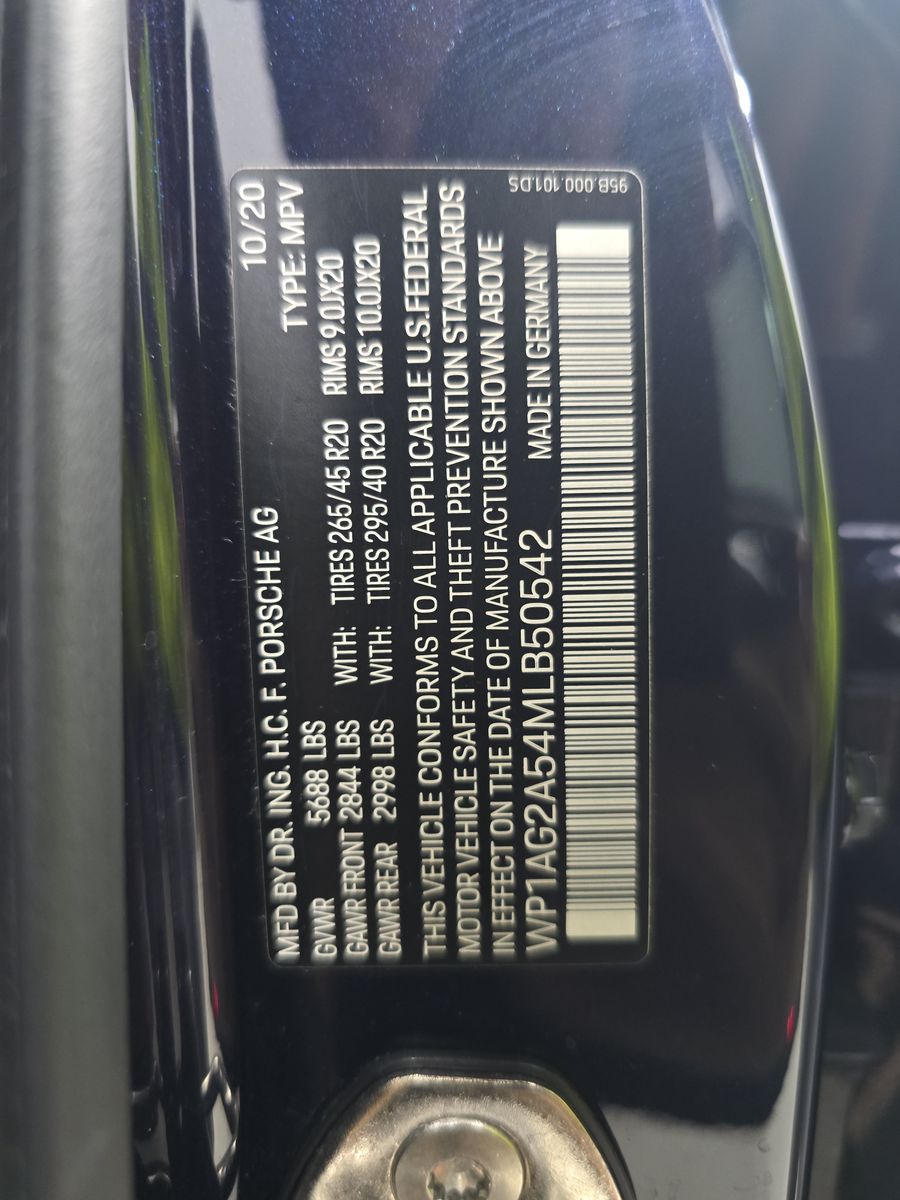 10/20
MFD BY DR. ING. H.C. F. PORSCHE AG TYPE: MPV
GVWR 5688 LBS
GAWR FRONT 2844 LBS WITH: TIRES 265/45 R20 RIMS 9.0JX20
GAWR REAR 2998 LBS WITH: TIRES 295/40 R20 RIMS 10.0JX20
THIS VEHICLE CONFORMS TO ALL APPLICABLE U.S.FEDERAL
MOTOR VEHICLE SAFETY AND THEFT PREVENTION STANDARDS
IN EFFECT ON THE DATE OF MANUFACTURE SHOWN ABOVE
WP1AG2A54MLB50542 MADE IN GERMANY
95B.000.101.DS